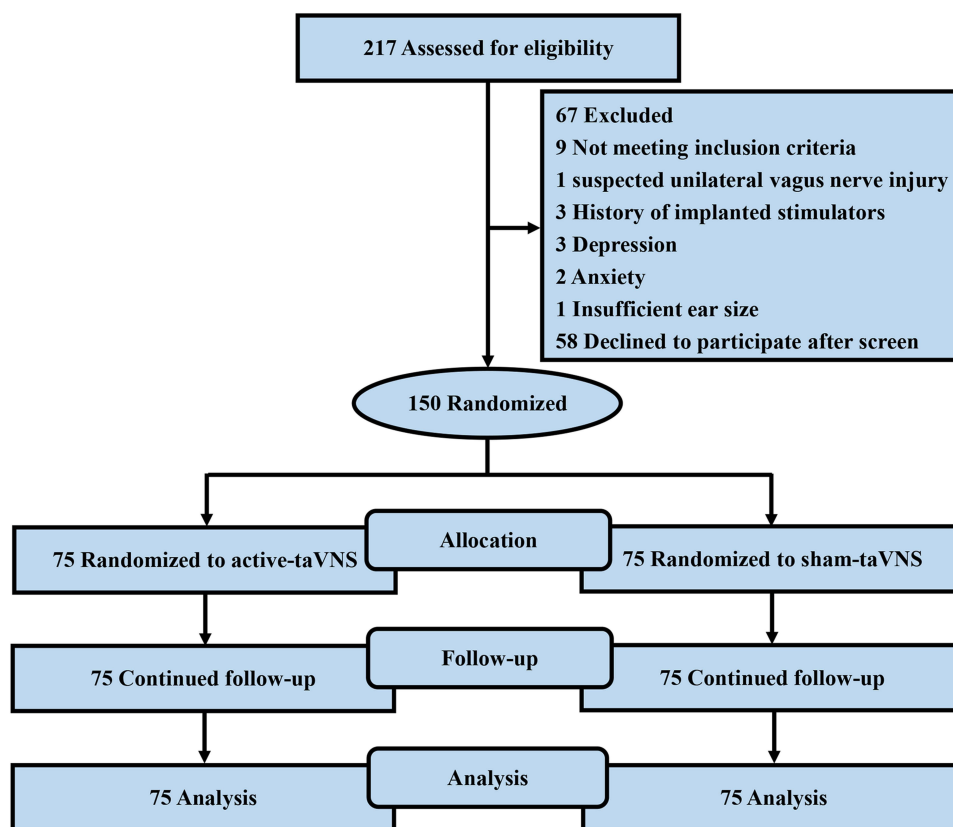 217 Assessed for eligibility
67 Excluded
9 Not meeting inclusion criteria
1 suspected unilateral vagus nerve injury
3 History of implanted stimulators
3 Depression
2 Anxiety
1 Insufficient ear size
58 Declined to participate after screen
150 Randomized
Allocation
75 Randomized to active-taVNS
75 Randomized to sham-taVNS
Follow-up
75 Continued follow-up
75 Continued follow-up
Analysis
75 Analysis
75 Analysis